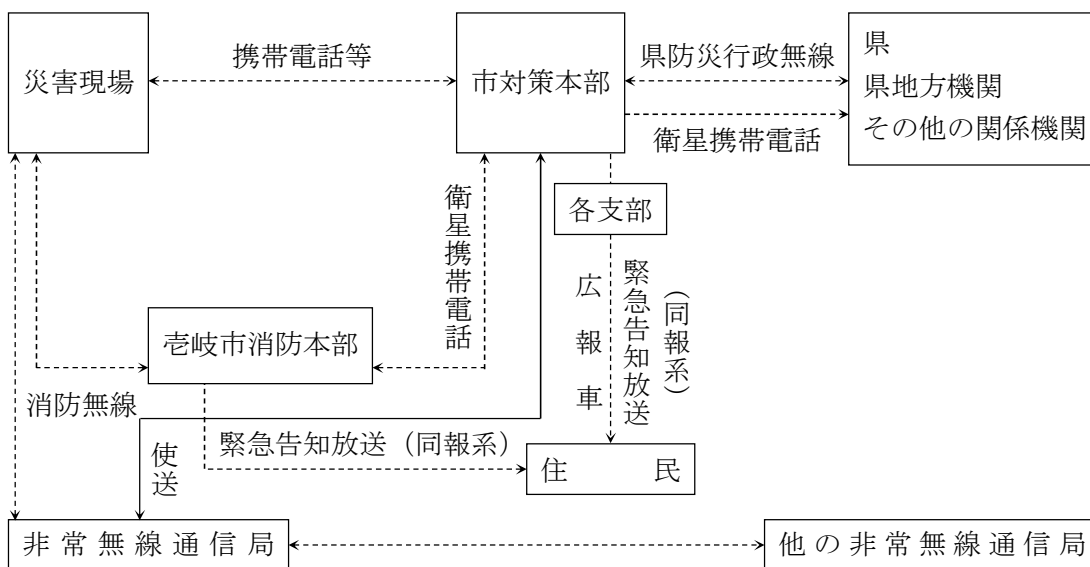 災害現場
携帯電話等
市対策本部
県防災行政無線
衛星携帯電話
県
県地方機関
その他の関係機関
衛星携帯電話
各支部
広報車
緊急告知放送
(同報系)
壱岐市消防本部
消防無線
使送
緊急告知放送(同報系)
住民
非常無線通信局
他の非常無線通信局